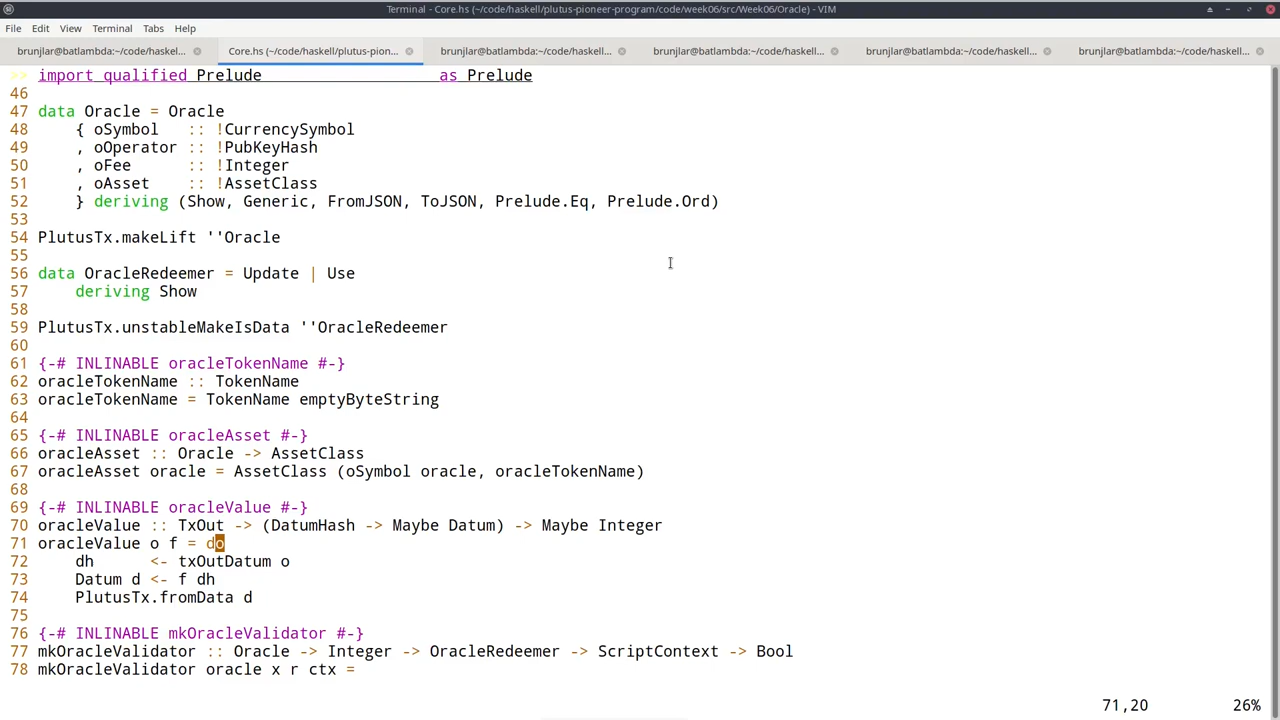 Terminal - Core.hs (~/code/haskell/plutus-pioneer-program/code/week06/src/Week06/Oracle) - VIM
File Edit View Terminal Tabs Help
brunjlar@batlambda:~/code/haskell... Core.hs (~/code/haskell/plutus-pion... brunjlar@batlambda:~/code/haskell... brunjlar@batlambda:~/code/haskell... brunjlar@batlambda:~/code/haskell... brunjlar@batlambda:~/code/haskell...
>> import qualified Prelude                   as Prelude
46
47 data Oracle = Oracle
48     { oSymbol   :: !CurrencySymbol
49     , oOperator :: !PubKeyHash
50     , oFee      :: !Integer
51     , oAsset    :: !AssetClass
52     } deriving (Show, Generic, FromJSON, ToJSON, Prelude.Eq, Prelude.Ord)
53
54 PlutusTx.makeLift ''Oracle
55
56 data OracleRedeemer = Update | Use
57     deriving Show
58
59 PlutusTx.unstableMakeIsData ''OracleRedeemer
60
61 {-# INLINABLE oracleTokenName #-}
62 oracleTokenName :: TokenName
63 oracleTokenName = TokenName emptyByteString
64
65 {-# INLINABLE oracleAsset #-}
66 oracleAsset :: Oracle -> AssetClass
67 oracleAsset oracle = AssetClass (oSymbol oracle, oracleTokenName)
68
69 {-# INLINABLE oracleValue #-}
70 oracleValue :: TxOut -> (DatumHash -> Maybe Datum) -> Maybe Integer
71 oracleValue o f = do
72     dh      <- txOutDatum o
73     Datum d <- f dh
74     PlutusTx.fromData d
75
76 {-# INLINABLE mkOracleValidator #-}
77 mkOracleValidator :: Oracle -> Integer -> OracleRedeemer -> ScriptContext -> Bool
78 mkOracleValidator oracle x r ctx =
71,20 26%